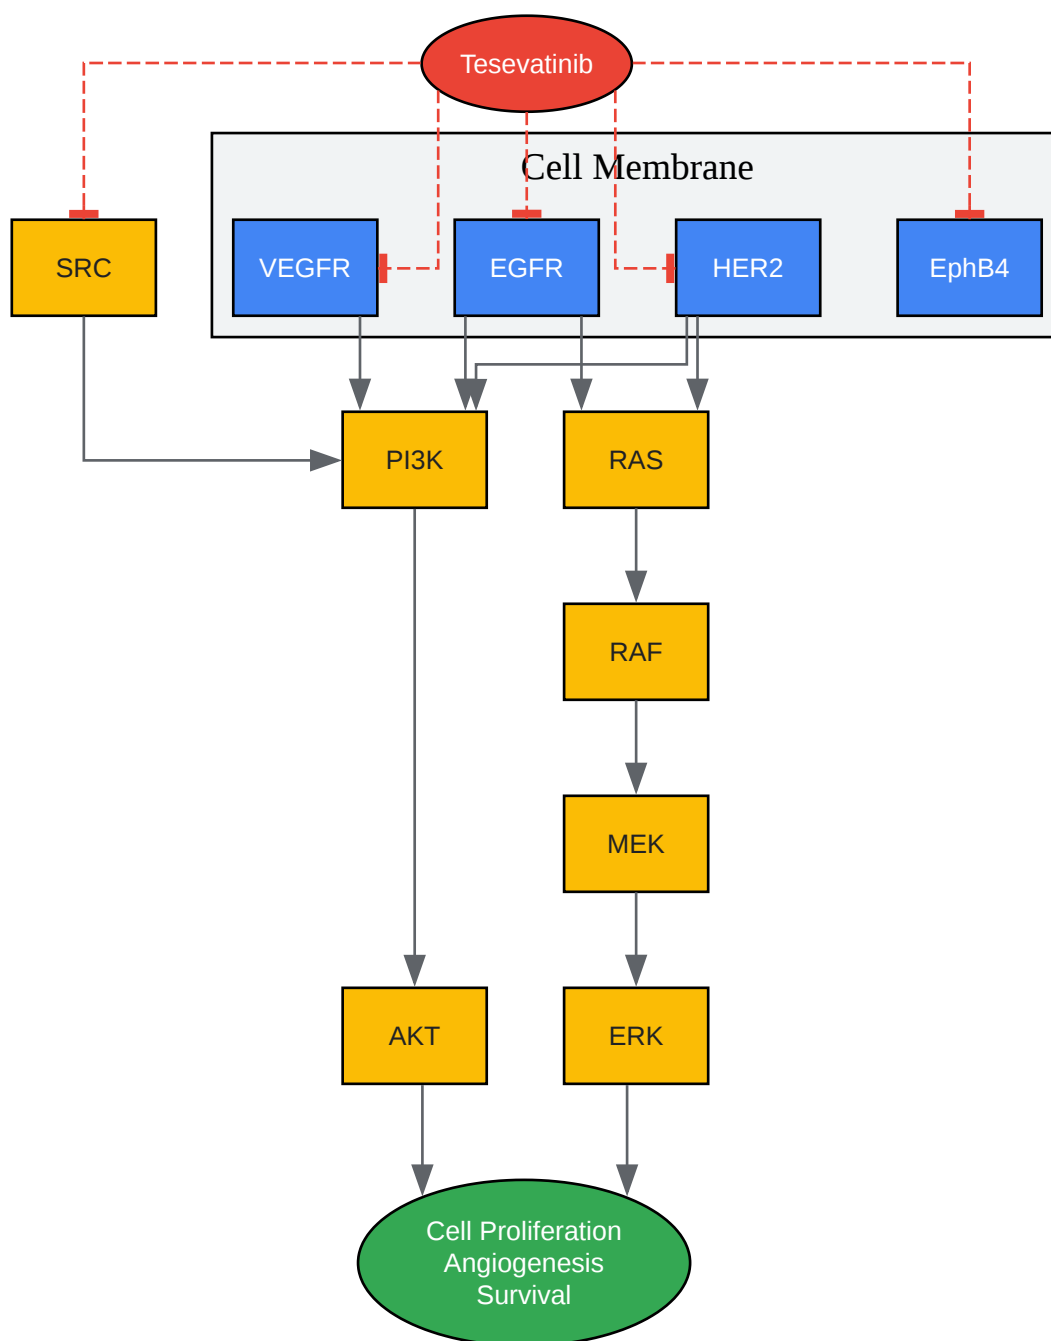 Tesevatinib
Cell Membrane
SRC
VEGFR
EGFR
HER2
EphB4
PI3K
RAS
RAF
MEK
AKT
ERK
Cell Proliferation
Angiogenesis
Survival